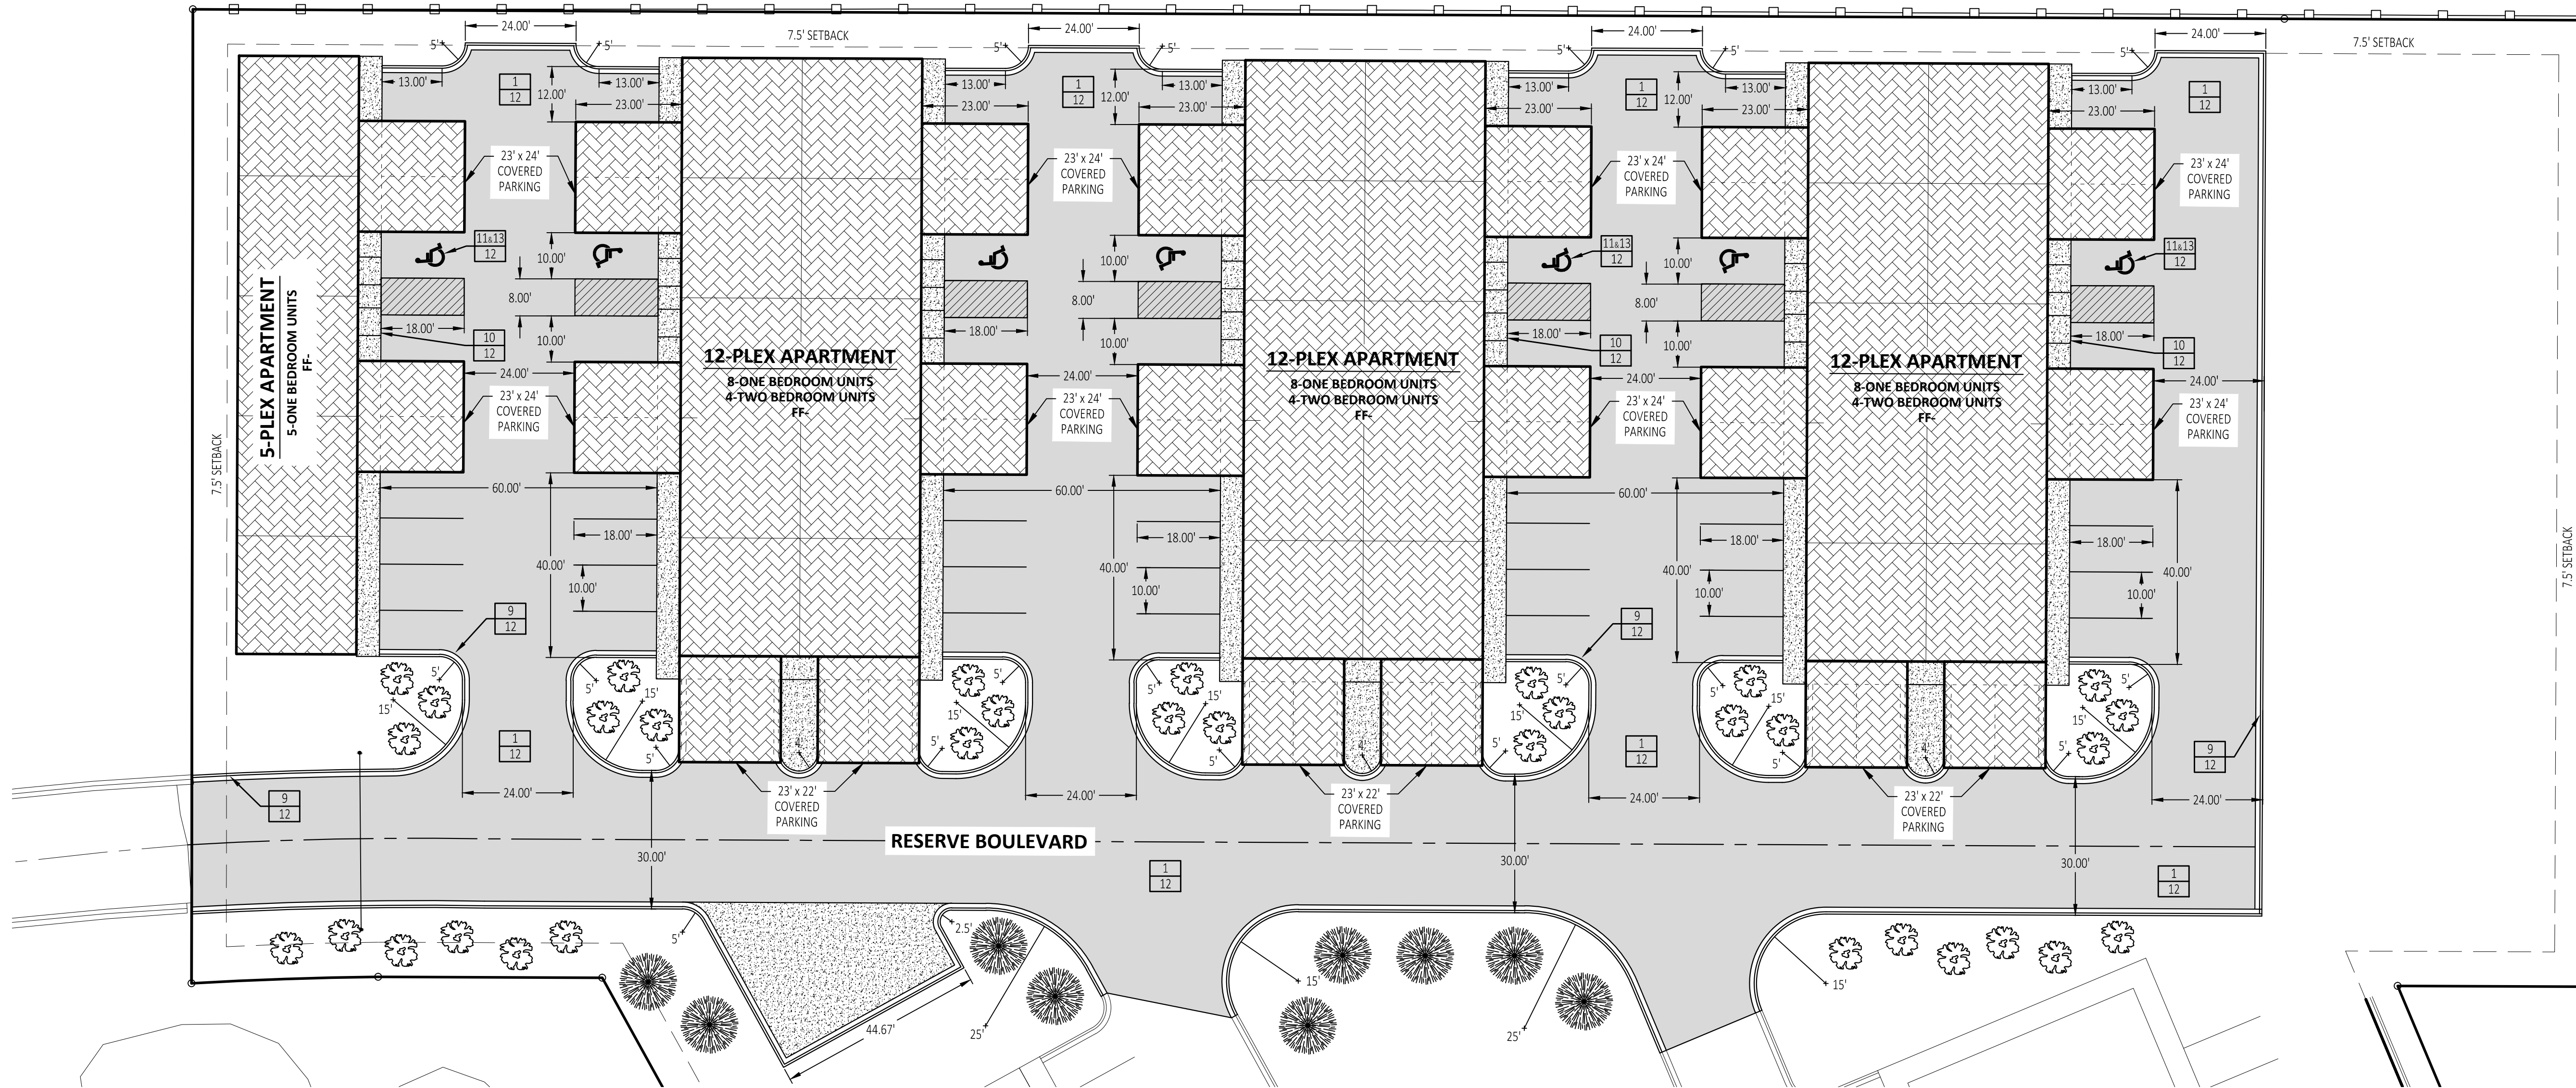 24.00'
24.00'
24.00'
24.00'
7.5' SETBACK
7.5' SETBACK
5'
5'
5'
5'
5'
5'
5'
13.00'
1
12
12.00'
13.00'
23.00'
13.00'
23.00'
1
12
12.00'
13.00'
23.00'
13.00'
23.00'
1
12
12.00'
13.00'
23.00'
13.00'
23.00'
1
12
23' x 24'
COVERED
PARKING
23' x 24'
COVERED
PARKING
23' x 24'
COVERED
PARKING
23' x 24'
COVERED
PARKING
11&13
12
10.00'
10.00'
11&13
12
10.00'
11&13
12
8.00'
8.00'
8.00'
18.00'
10
12
10.00'
18.00'
10.00'
18.00'
10
12
10.00'
18.00'
10
12
5-PLEX APARTMENT
5-ONE BEDROOM UNITS
FF-
12-PLEX APARTMENT
8-ONE BEDROOM UNITS
4-TWO BEDROOM UNITS
FF-
12-PLEX APARTMENT
8-ONE BEDROOM UNITS
4-TWO BEDROOM UNITS
FF-
12-PLEX APARTMENT
8-ONE BEDROOM UNITS
4-TWO BEDROOM UNITS
FF-
24.00'
24.00'
24.00'
24.00'
23' x 24'
COVERED
PARKING
23' x 24'
COVERED
PARKING
23' x 24'
COVERED
PARKING
23' x 24'
COVERED
PARKING
7.5' SETBACK
7.5' SETBACK
60.00'
60.00'
60.00'
18.00'
18.00'
18.00'
18.00'
40.00'
10.00'
40.00'
10.00'
40.00'
10.00'
10.00'
40.00'
9
12
9
12
5'
15'
5'
15'
5'
5'
15'
5'
5'
15'
5'
5'
15'
5'
5'
15'
5'
5'
15'
5'
4'
4'
4'
1
12
1
12
9
12
9
12
24.00'
24.00'
24.00'
24.00'
23' x 22'
COVERED
PARKING
23' x 22'
COVERED
PARKING
23' x 22'
COVERED
PARKING
RESERVE BOULEVARD
30.00'
30.00'
30.00'
1
12
1
12
5'
2.5'
25'
44.67'
15'
25'
15'